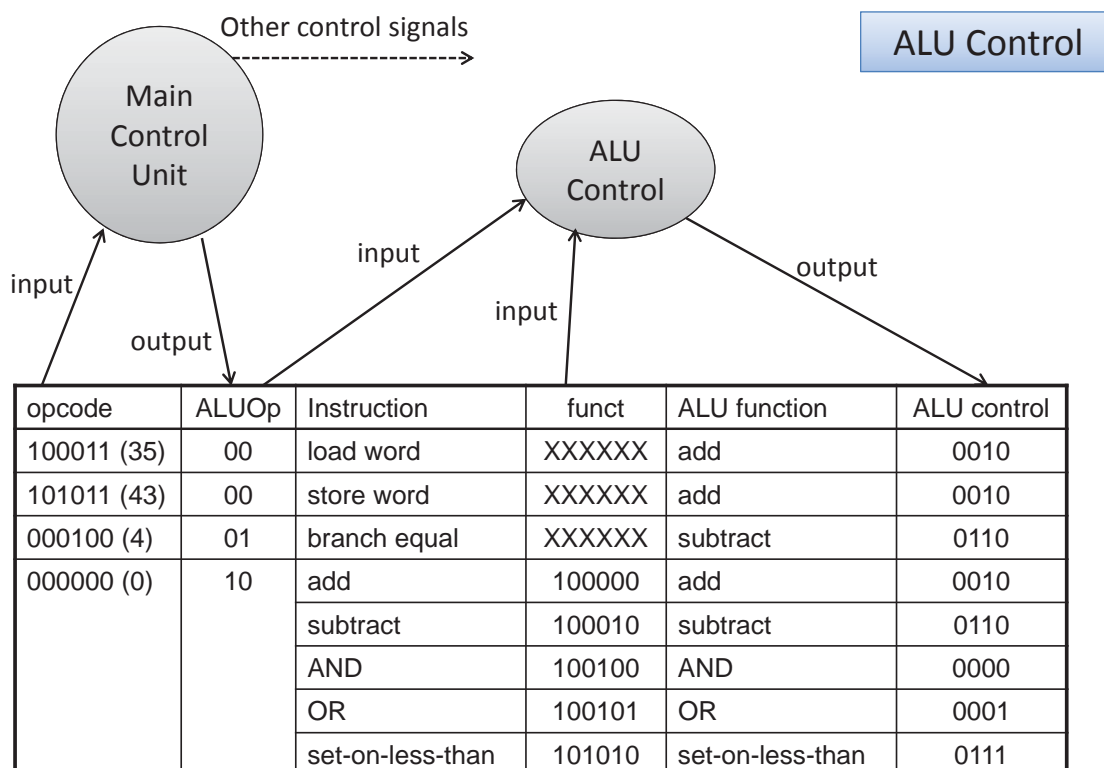 Other control signals
ALU Control
Main
Control
Unit
ALU
Control
input
output
input
input
output
opcode ALUOp Instruction funct ALU function ALU control
100011 (35) 00 load word XXXXXX add 0010
101011 (43) 00 store word XXXXXX add 0010
000100 (4) 01 branch equal XXXXXX subtract 0110
000000 (0) 10 add 100000 add 0010
subtract 100010 subtract 0110
AND 100100 AND 0000
OR 100101 OR 0001
set-on-less-than 101010 set-on-less-than 0111